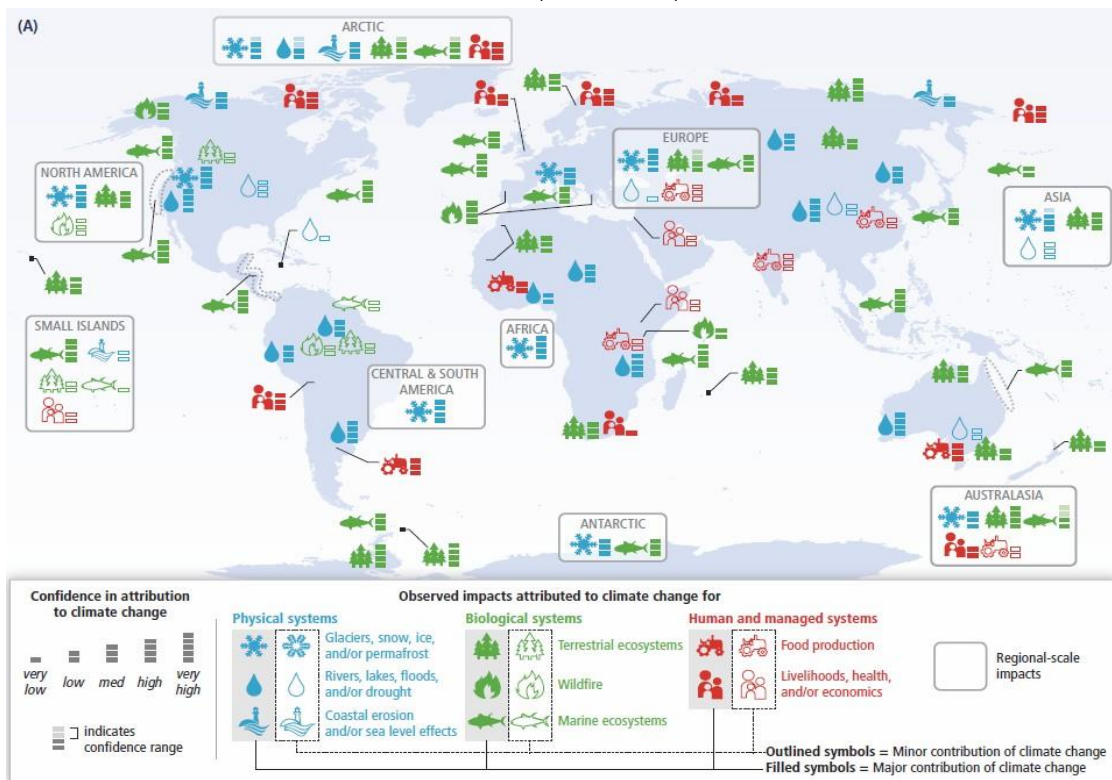 (A)
ARCTIC
EUROPE
NORTH AMERICA
ASIA
SMALL ISLANDS
AFRICA
CENTRAL & SOUTH
AMERICA
AUSTRALASIA
ANTARCTIC
Confidence in attribution
to climate change
very
low
low
med
high
very
high
indicates
confidence range
Observed impacts attributed to climate change for
Physical systems
Glaciers, snow, ice,
and/or permafrost
Rivers, lakes, floods,
and/or drought
Coastal erosion
and/or sea level effects
Biological systems
Terrestrial ecosystems
Wildfire
Marine ecosystems
Human and managed systems
Food production
Livelihoods, health,
and/or economics
Regional-scale
impacts
Outlined symbols = Minor contribution of climate change
Filled symbols = Major contribution of climate change